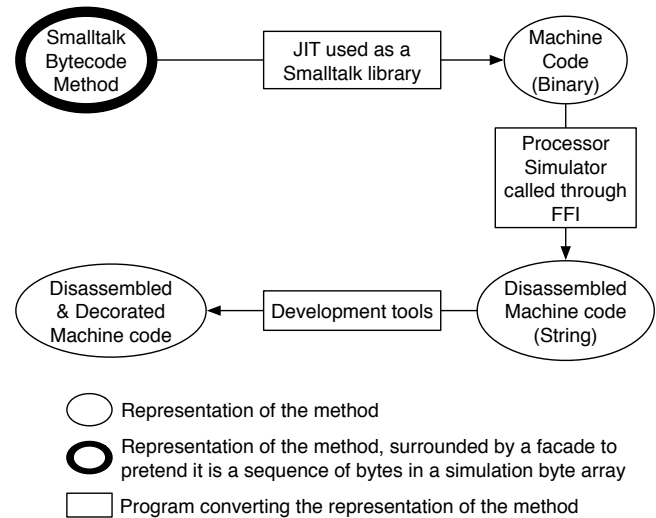 Smalltalk
Bytecode
Method
JIT used as a
Smalltalk library
Machine
Code
(Binary)
Processor
Simulator
called through
FFI
Disassembled
& Decorated
Machine code
Development tools
Disassembled
Machine code
(String)
Representation of the method
Representation of the method, surrounded by a facade to
pretend it is a sequence of bytes in a simulation byte array
Program converting the representation of the method